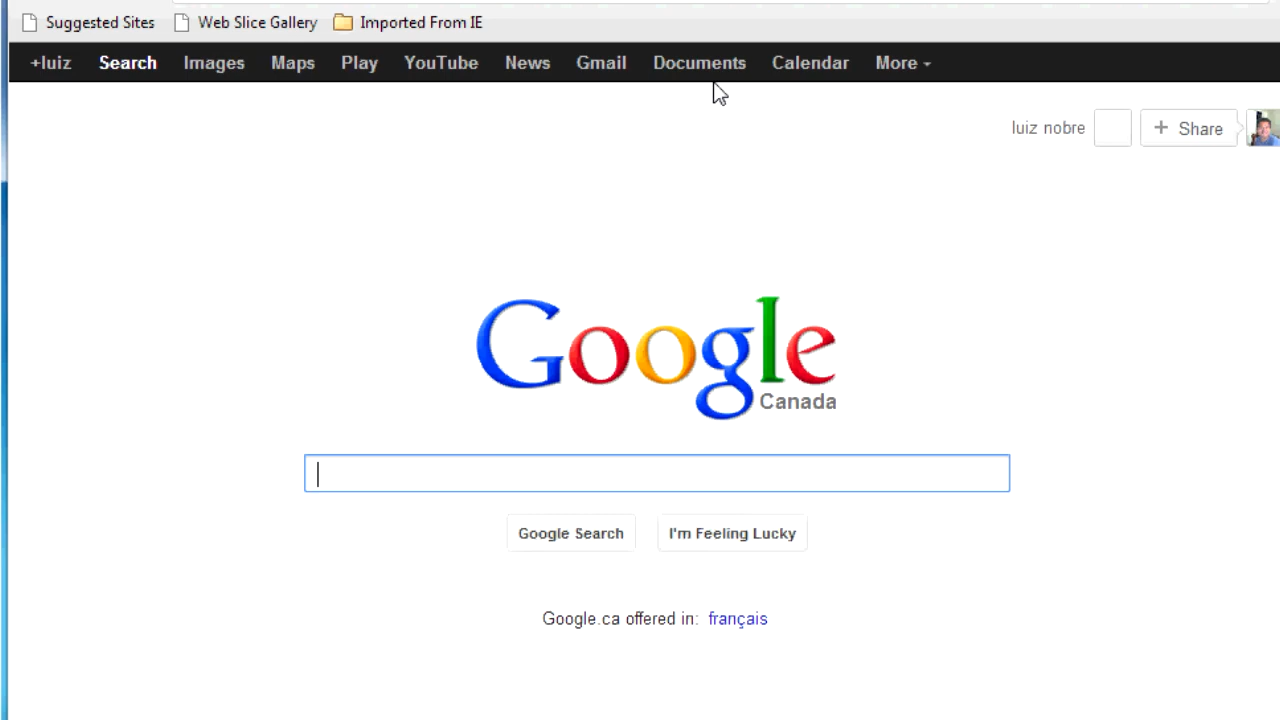 Suggested Sites Web Slice Gallery Imported From IE
+luiz Search Images Maps Play YouTube News Gmail Documents Calendar More
luiz nobre + Share
Google
Canada
Google Search I'm Feeling Lucky
Google.ca offered in: français